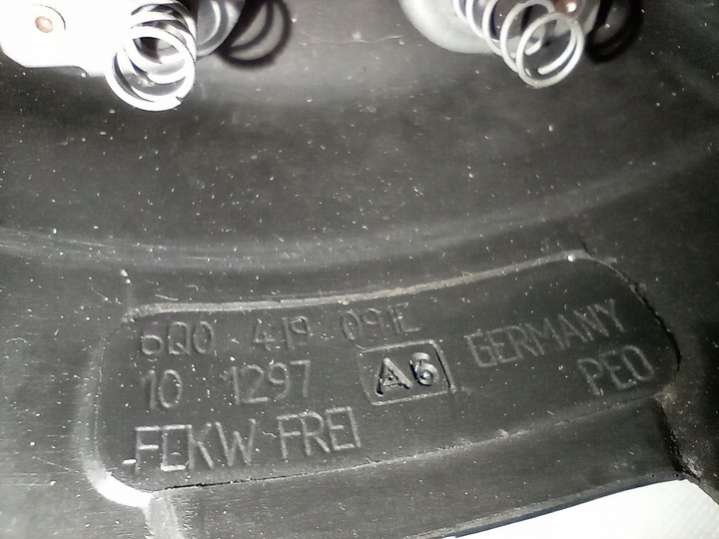 6Q0 419 091E
10 1297 A6 GERMANY
FCKW-FREI PEO